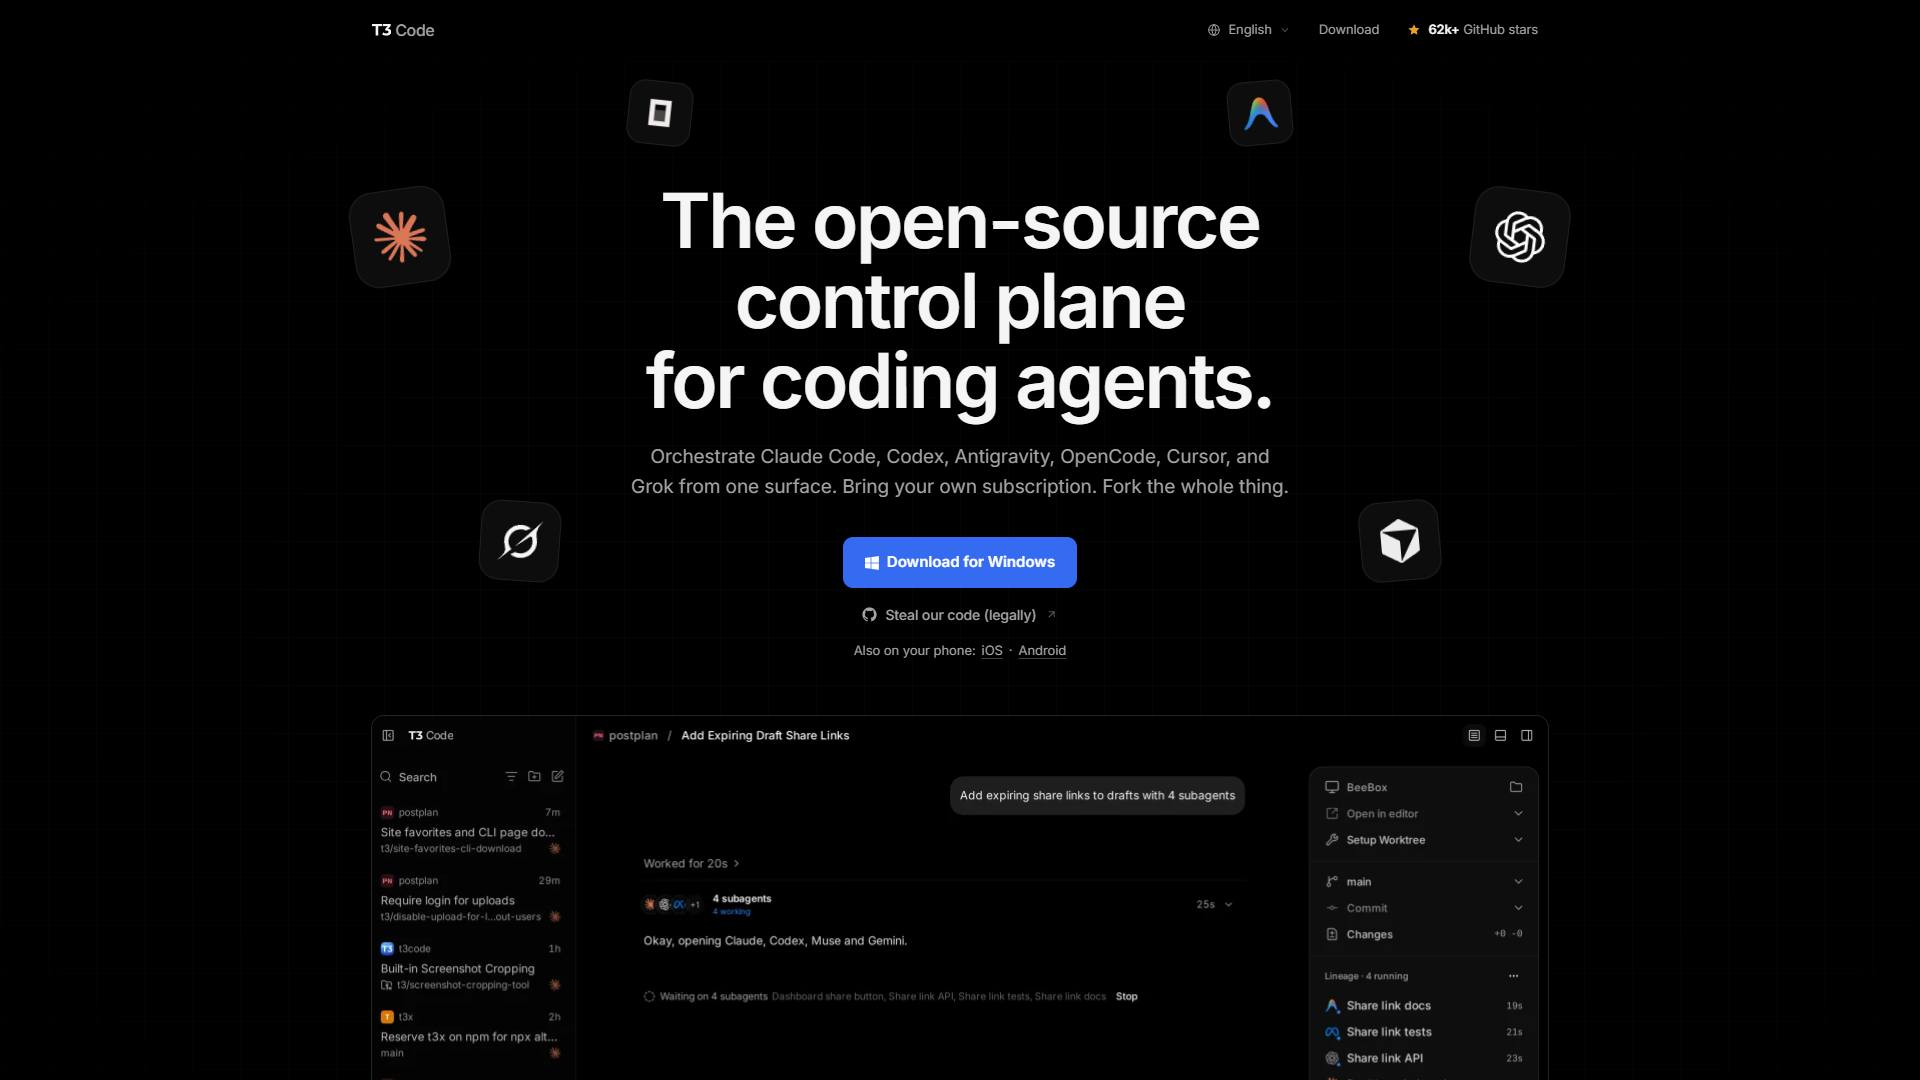 T3 Code
English
Download
62k+ GitHub stars
The open-source
control plane
for coding agents.
Orchestrate Claude Code, Codex, Antigravity, OpenCode, Cursor, and
Grok from one surface. Bring your own subscription. Fork the whole thing.
Download for Windows
Steal our code (legally)
Also on your phone: iOS · Android
T3 Code
Search
postplan 7m
Site favorites and CLI page do...
t3/site-favorites-cli-download
postplan 29m
Require login for uploads
t3/disable-upload-for-l...out-users
t3code 1h
Built-in Screenshot Cropping
t3/screenshot-cropping-tool
t3x 2h
Reserve t3x on npm for npx alt...
main
postplan / Add Expiring Draft Share Links
Add expiring share links to drafts with 4 subagents
Worked for 20s
+1 4 subagents
4 working
25s
Okay, opening Claude, Codex, Muse and Gemini.
Waiting on 4 subagents Dashboard share button, Share link API, Share link tests, Share link docs Stop
BeeBox
Open in editor
Setup Worktree
main
Commit
Changes +0 -0
Lineage · 4 running
Share link docs 19s
Share link tests 21s
Share link API 23s